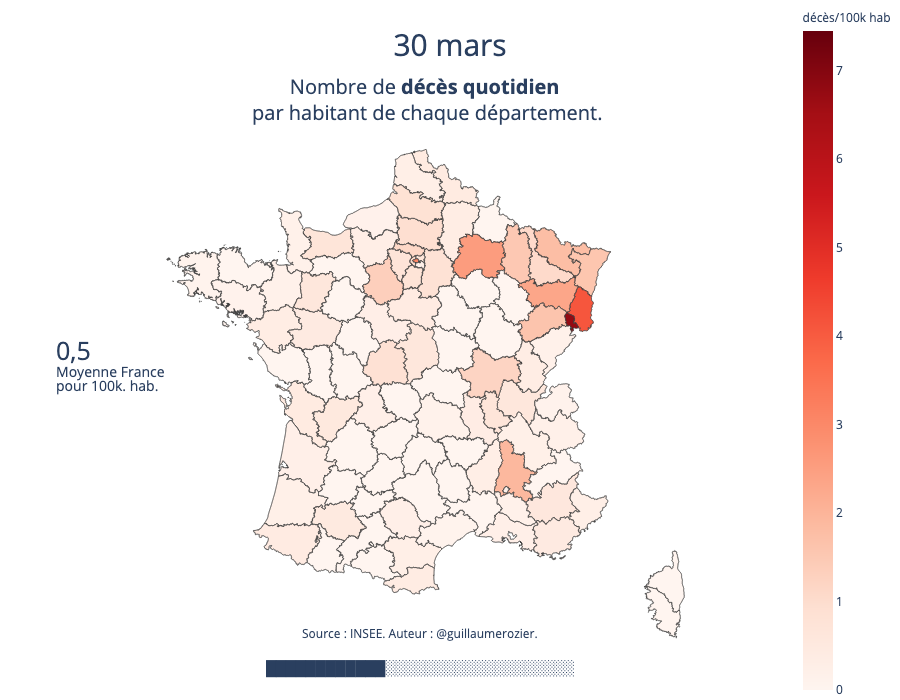 décès/100k hab
30 mars
Nombre de décès quotidien
par habitant de chaque département.
7
6
5
4
3
2
1
0
0,5
Moyenne France
pour 100k. hab.
Source : INSEE. Auteur : @guillaumerozier.